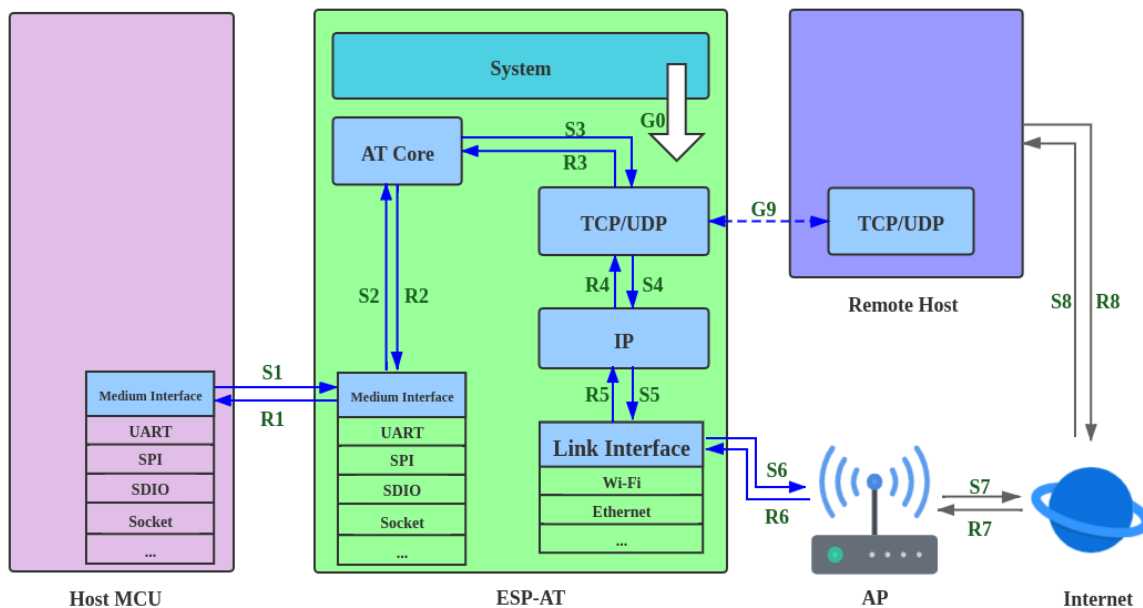 System
G0
AT Core
S3
R3
TCP/UDP
G9
TCP/UDP
S2
R2
R4
S4
Remote Host
S8
R8
IP
S1
R1
R5
S5
Medium Interface
UART
SPI
SDIO
Socket
...
Medium Interface
UART
SPI
SDIO
Socket
...
Link Interface
Wi-Fi
Ethernet
...
S6
R6
S7
R7
Host MCU
ESP-AT
AP
Internet